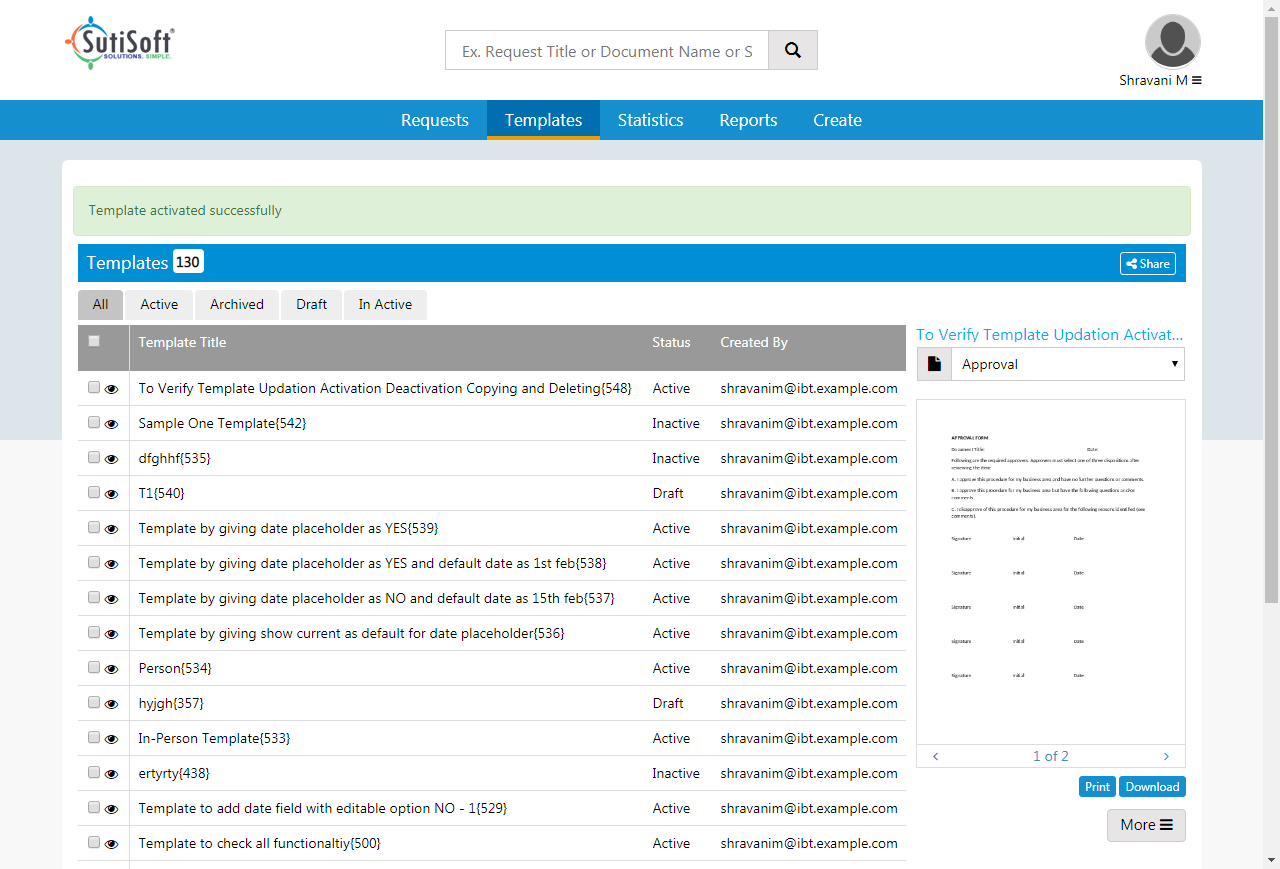 SutiSoft®
SOLUTIONS. SIMPLE.
Ex. Request Title or Document Name or S
Shravani M
Requests Templates Statistics Reports Create
Template activated successfully
Templates 130
Share
All Active Archived Draft In Active
Template Title Status Created By
To Verify Template Updation Activation Deactivation Copying and Deleting{548} Active shravanim@ibt.example.com
Sample One Template{542} Inactive shravanim@ibt.example.com
dfghhf{535} Inactive shravanim@ibt.example.com
T1{540} Draft shravanim@ibt.example.com
Template by giving date placeholder as YES{539} Active shravanim@ibt.example.com
Template by giving date placeholder as YES and default date as 1st feb{538} Active shravanim@ibt.example.com
Template by giving date placeholder as NO and default date as 15th feb{537} Active shravanim@ibt.example.com
Template by giving show current as default for date placeholder{536} Active shravanim@ibt.example.com
Person{534} Active shravanim@ibt.example.com
hyjgh{357} Draft shravanim@ibt.example.com
In-Person Template{533} Active shravanim@ibt.example.com
ertyrty{438} Inactive shravanim@ibt.example.com
Template to add date field with editable option NO - 1{529} Active shravanim@ibt.example.com
Template to check all functionaltiy{500} Active shravanim@ibt.example.com
To Verify Template Updation Activat...
Approval
APPROVAL FORM
Document Title: Date:
Following are the required approvers. Approvers must select one of three dispositions after
reviewing the item:
A. I approve this procedure for my business area and have no further questions or comments.
B. I approve this procedure for my business area but have the following questions and/or
comments.
C. I disapprove of this procedure for my business area for the following reasons identified (see
comments).
Signature Initial Date
Signature Initial Date
Signature Initial Date
Signature Initial Date
Signature Initial Date
< 1 of 2 >
Print Download
More